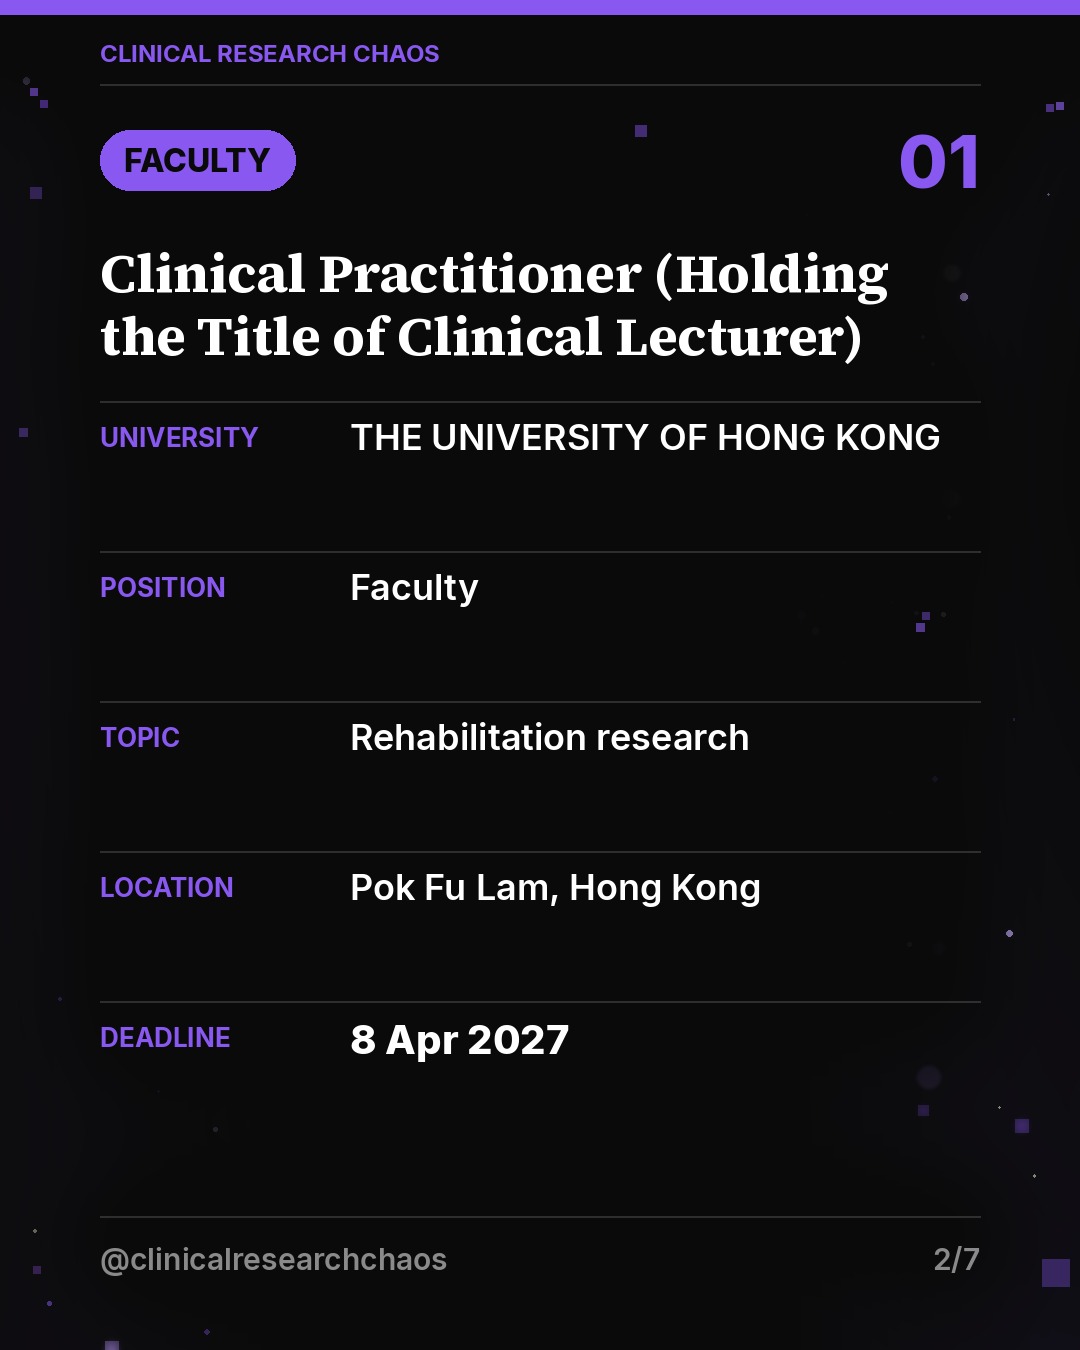 CLINICAL RESEARCH CHAOS
FACULTY
01
Clinical Practitioner (Holding
the Title of Clinical Lecturer)
UNIVERSITY THE UNIVERSITY OF HONG KONG
POSITION Faculty
TOPIC Rehabilitation research
LOCATION Pok Fu Lam, Hong Kong
DEADLINE 8 Apr 2027
@clinicalresearchchaos 2/7